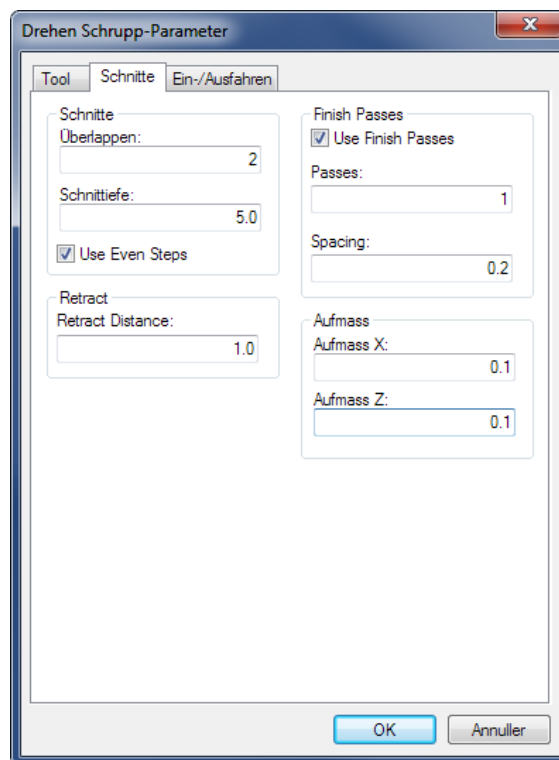 Drehen Schrupp-Parameter
Tool Schnitte Ein-/Ausfahren
Schnitte
Überlappen:
2
Schnittiefe:
5.0
Use Even Steps
Retract
Retract Distance:
1.0
Finish Passes
Use Finish Passes
Passes:
1
Spacing:
0.2
Aufmass
Aufmass X:
0.1
Aufmass Z:
0.1
OK Annuller